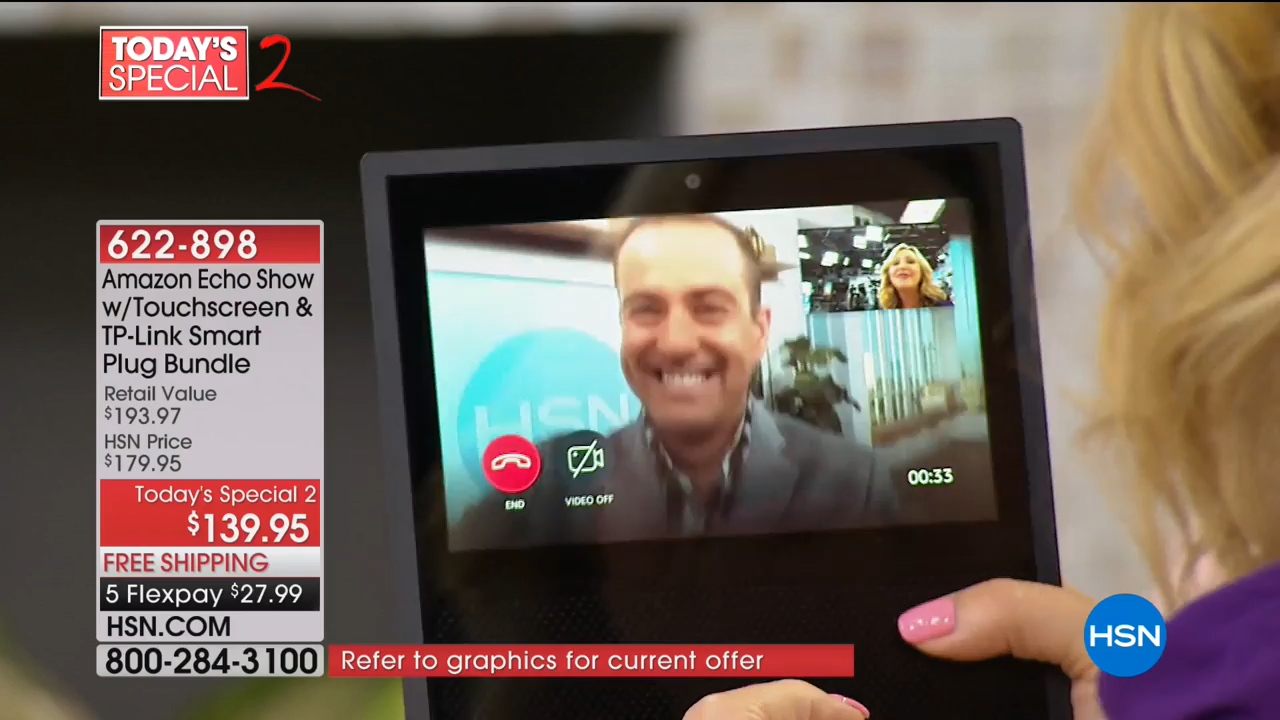 TODAY'S
SPECIAL 2
622-898
Amazon Echo Show
w/Touchscreen &
TP-Link Smart
Plug Bundle
Retail Value
$193.97
HSN Price
$179.95
Today's Special 2
$139.95
FREE SHIPPING
5 Flexpay $27.99
HSN.COM
800-284-3100
Refer to graphics for current offer
HSN
END
VIDEO OFF
00:33
HSN